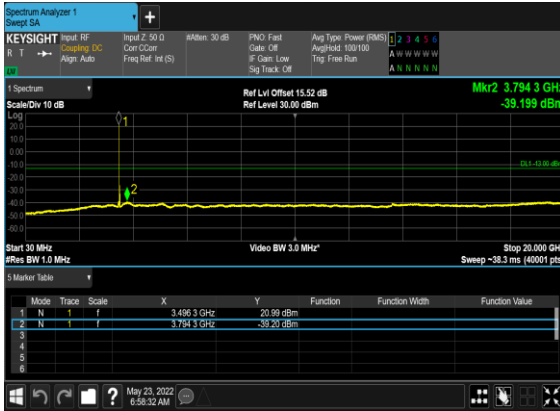 Spectrum Analyzer 1
Swept SA
+
KEYSIGHT Input: RF Input Z: 50 Ω #Atten: 30 dB PNO: Fast Avg Type: Power (RMS) 1 2 3 4 5 6
R T Coupling: DC Corr CCorr Gate: Off Avg|Hold: 100/100 A W W W W W
Align: Auto Freq Ref: Int (S) IF Gain: Low Trig: Free Run
LXI Sig Track: Off A N N N N N
1 Spectrum Ref Lvl Offset 15.52 dB Mkr2 3.794 3 GHz
Scale/Div 10 dB Ref Level 30.00 dBm -39.199 dBm
Log
20.0
10.0
0.00
-10.0
-20.0
-30.0
-40.0
-50.0
-60.0
1
2
DL1 -13.00 dBm
Start 30 MHz Video BW 3.0 MHz* Stop 20.000 GHz
#Res BW 1.0 MHz Sweep ~38.3 ms (40001 pts)
5 Marker Table
Mode Trace Scale X Y Function Function Width Function Value
1 N 1 f 3.496 3 GHz 20.99 dBm
2 N 1 f 3.794 3 GHz -39.20 dBm
3
4
5
6
? May 23, 2022
6:58:32 AM